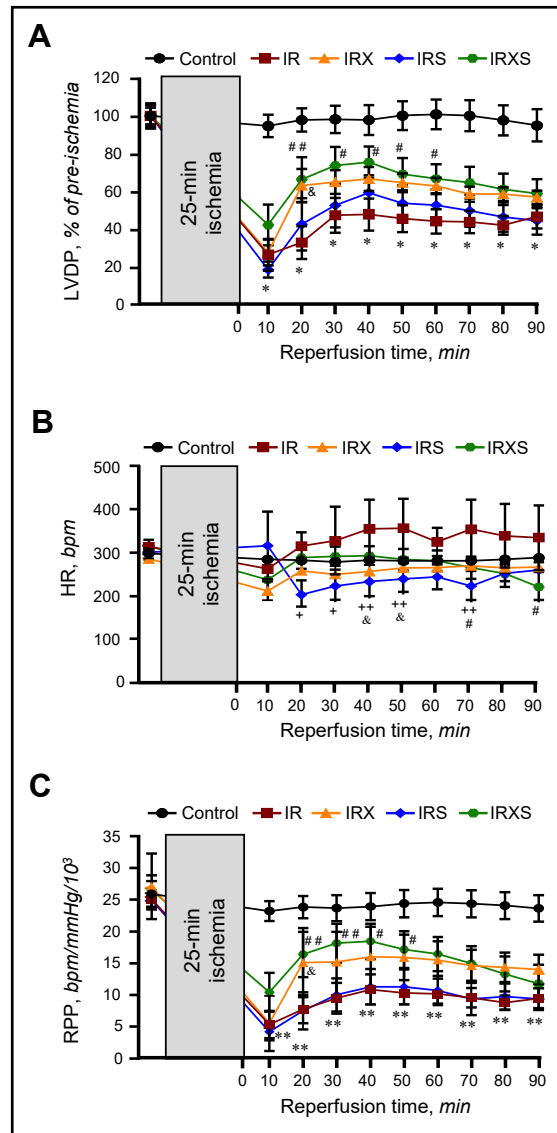 A
Control IR IRX IRS IRXS
LVDP, % of pre-ischemia
120
100
80
60
40
20
0
25-min
ischemia
## # # # #
&
* * * * * * * * *
0 10 20 30 40 50 60 70 80 90
Reperfusion time, min
B
Control IR IRX IRS IRXS
HR, bpm
500
400
300
200
100
0
25-min
ischemia
+ + ++ ++ ++ #
& & #
0 10 20 30 40 50 60 70 80 90
Reperfusion time, min
C
Control IR IRX IRS IRXS
RPP, bpm/mmHg/10³
35
30
25
20
15
10
5
0
25-min
ischemia
## ## # #
&
** ** ** ** ** ** ** ** **
0 10 20 30 40 50 60 70 80 90
Reperfusion time, min